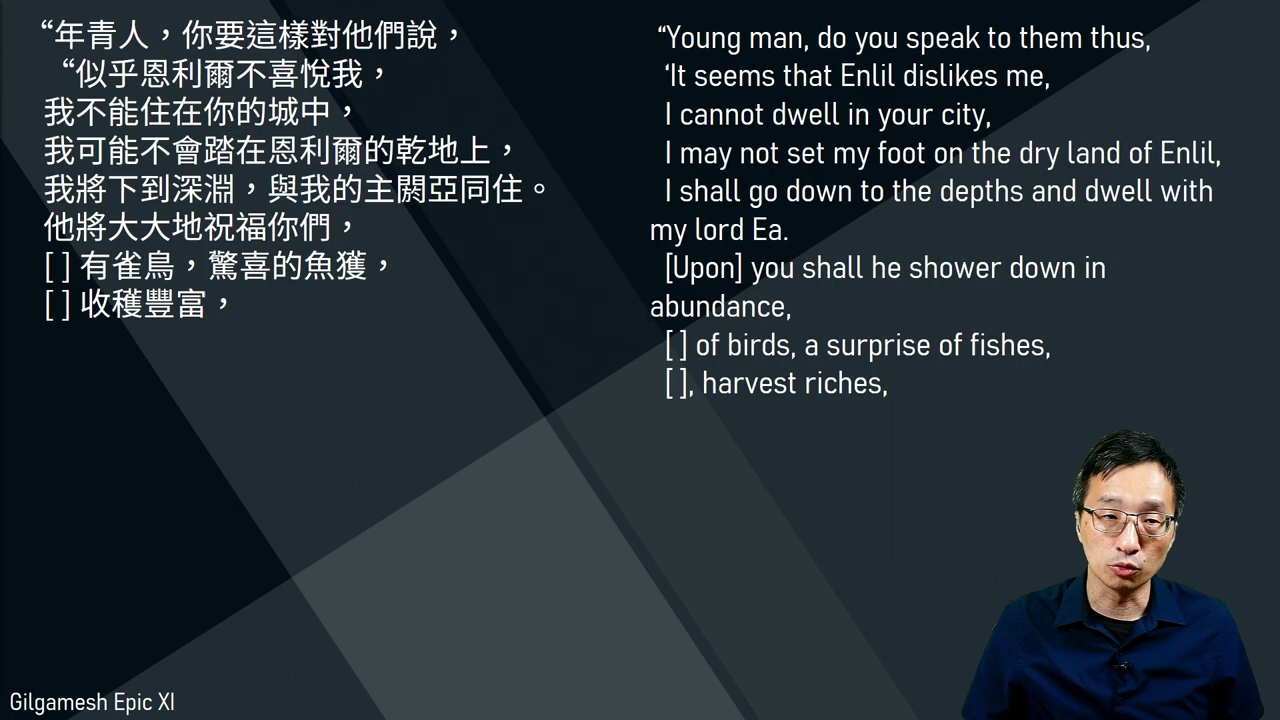 “年青人，你要這樣對他們說，
“似乎恩利爾不喜悅我，
我不能住在你的城中，
我可能不會踏在恩利爾的乾地上，
我將下到深淵，與我的主闕亞同住。
他將大大地祝福你們，
[ ] 有雀鳥，驚喜的魚獲，
[ ] 收穫豐富，
“Young man, do you speak to them thus,
‘It seems that Enlil dislikes me,
I cannot dwell in your city,
I may not set my foot on the dry land of Enlil,
I shall go down to the depths and dwell with
my lord Ea.
[Upon] you shall he shower down in
abundance,
[ ] of birds, a surprise of fishes,
[ ], harvest riches,
Gilgamesh Epic XI